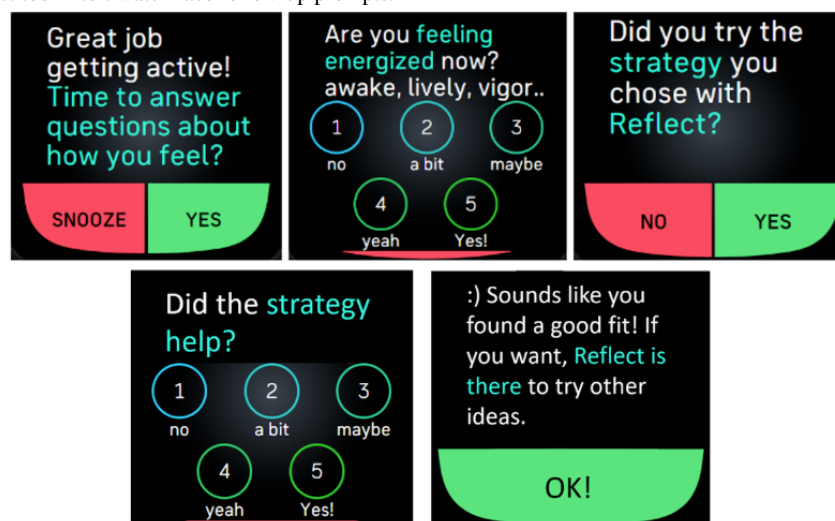 Great job
getting active!
Time to answer
questions about
how you feel?
SNOOZE YES
Are you feeling
energized now?
awake, lively, vigor..
1 2 3
no a bit maybe
4 5
yeah Yes!
Did you try the
strategy you
chose with
Reflect?
NO YES
Did the strategy
help?
1 2 3
no a bit maybe
4 5
yeah Yes!
:) Sounds like you
found a good fit! If
you want, Reflect is
there to try other
ideas.
OK!